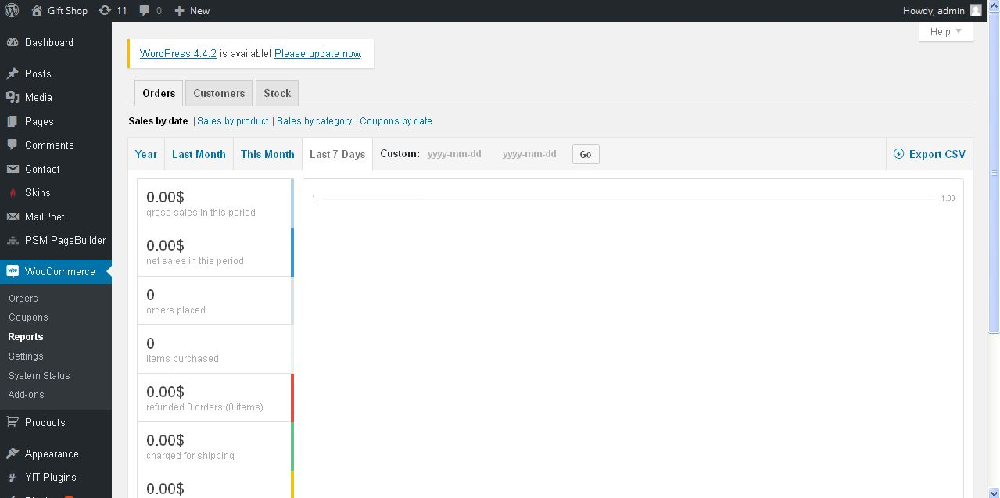 Gift Shop 11 0 New Howdy, admin
Help
Dashboard
Posts
Media
Pages
Comments
Contact
Skins
MailPoet
PSM PageBuilder
WooCommerce
Orders
Coupons
Reports
Settings
System Status
Add-ons
Products
Appearance
YIT Plugins
WordPress 4.4.2 is available! Please update now.
Orders Customers Stock
Sales by date | Sales by product | Sales by category | Coupons by date
Year Last Month This Month Last 7 Days Custom: yyyy-mm-dd yyyy-mm-dd Go Export CSV
0.00$
gross sales in this period
0.00$
net sales in this period
0
orders placed
0
items purchased
0.00$
refunded 0 orders (0 items)
0.00$
charged for shipping
0.00$
1 1.00